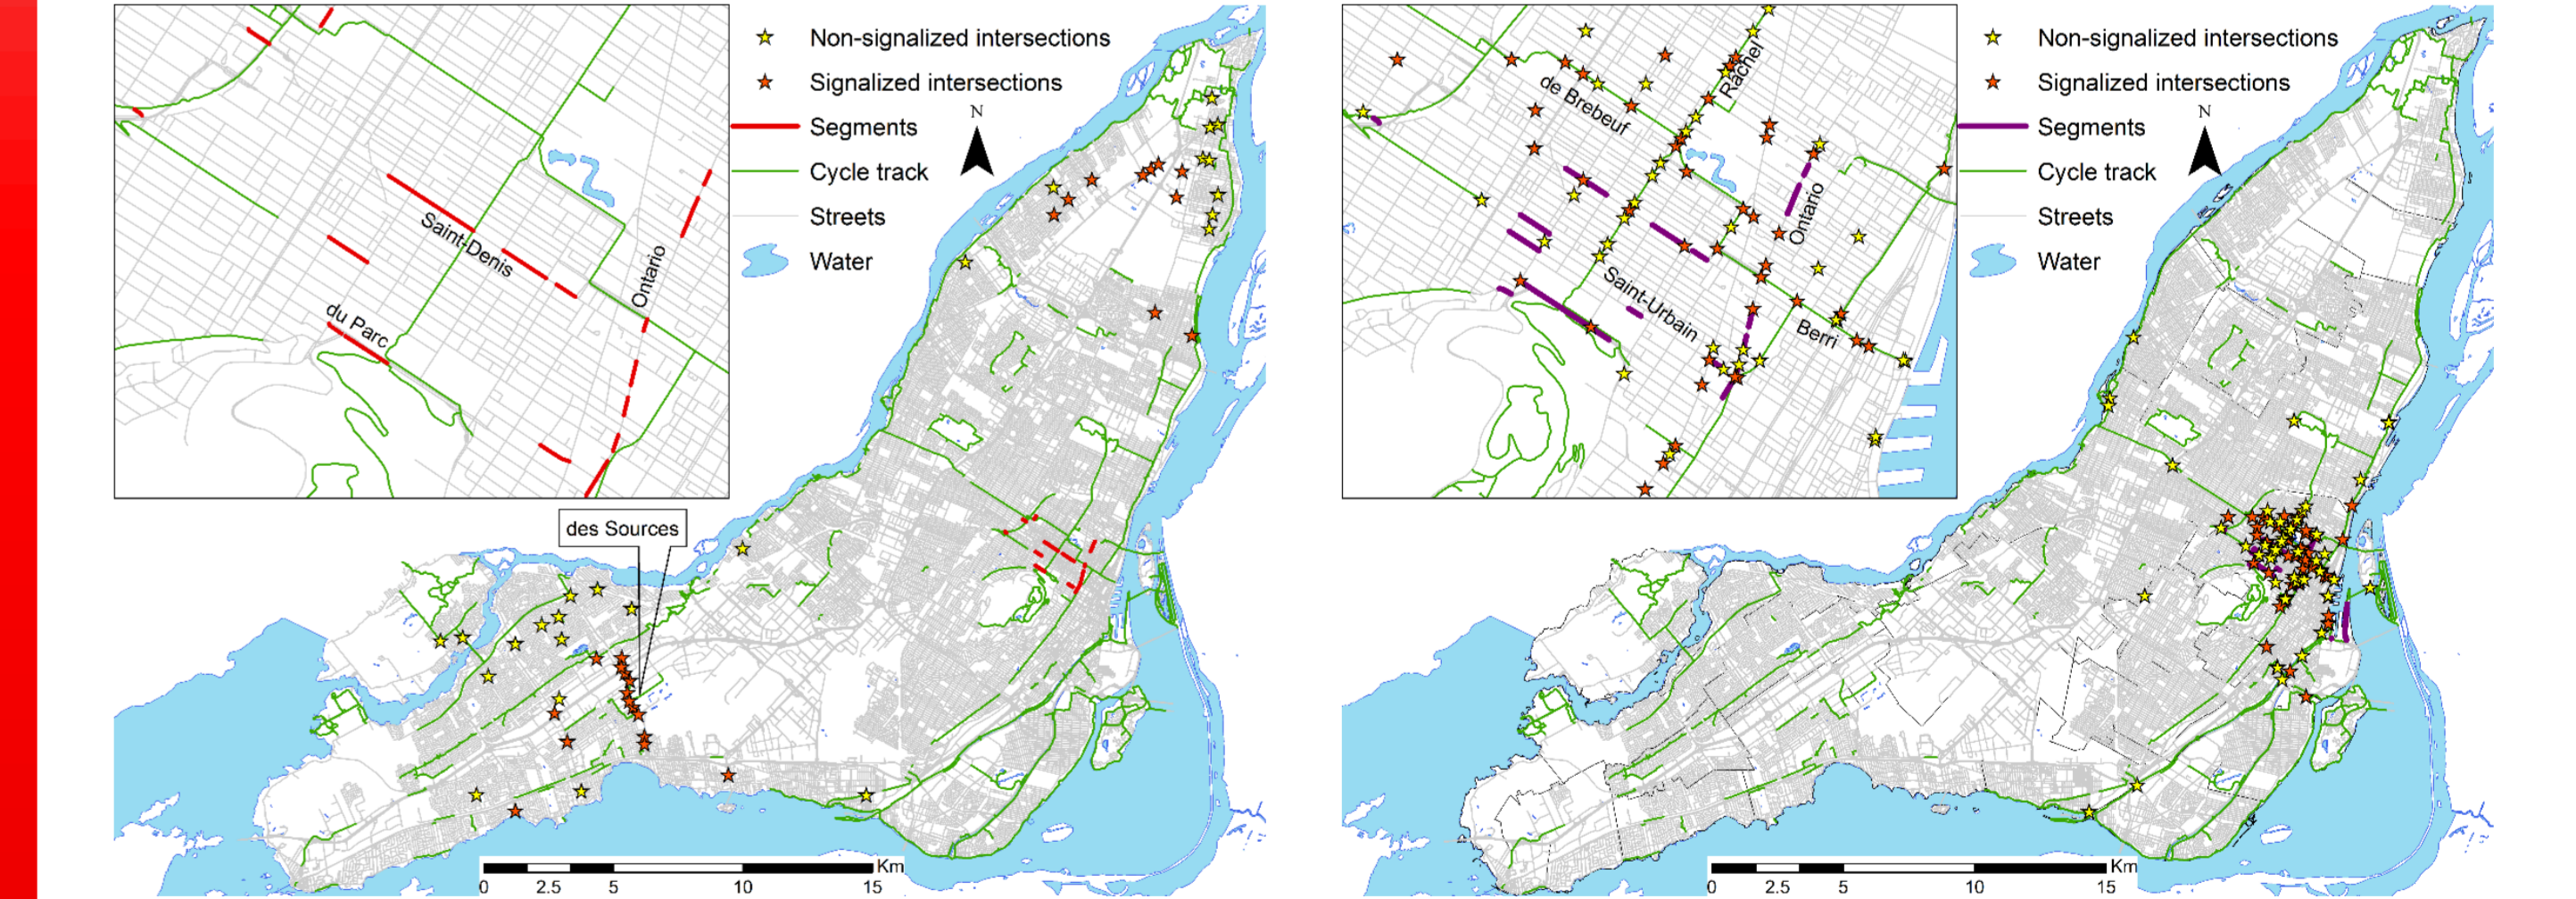 Saint-Denis
du Parc
Ontario
Non-signalized intersections
Signalized intersections
N
Segments
Cycle track
Streets
Water
des Sources
Km
0 2.5 5 10 15
de Brebeuf
Rachel
Ontario
Saint-Urbain
Berri
Non-signalized intersections
Signalized intersections
N
Segments
Cycle track
Streets
Water
Km
0 2.5 5 10 15